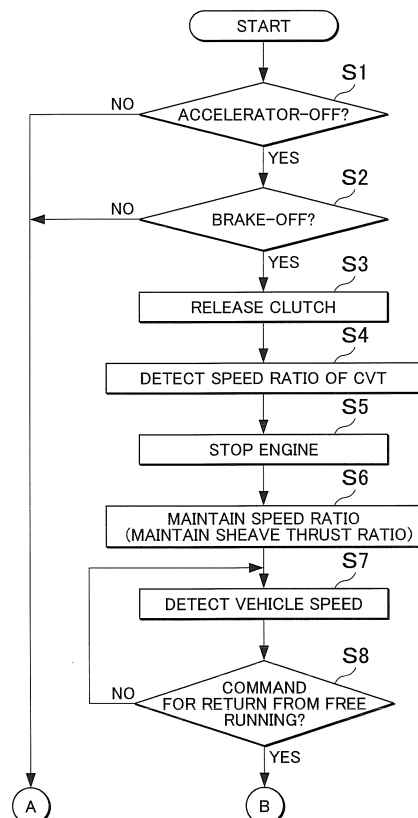 START
S1
NO
ACCELERATOR-OFF?
YES
S2
NO
BRAKE-OFF?
YES
S3
RELEASE CLUTCH
S4
DETECT SPEED RATIO OF CVT
S5
STOP ENGINE
S6
MAINTAIN SPEED RATIO
(MAINTAIN SHEAVE THRUST RATIO)
S7
DETECT VEHICLE SPEED
S8
COMMAND
NO
FOR RETURN FROM FREE
RUNNING?
YES
A
B